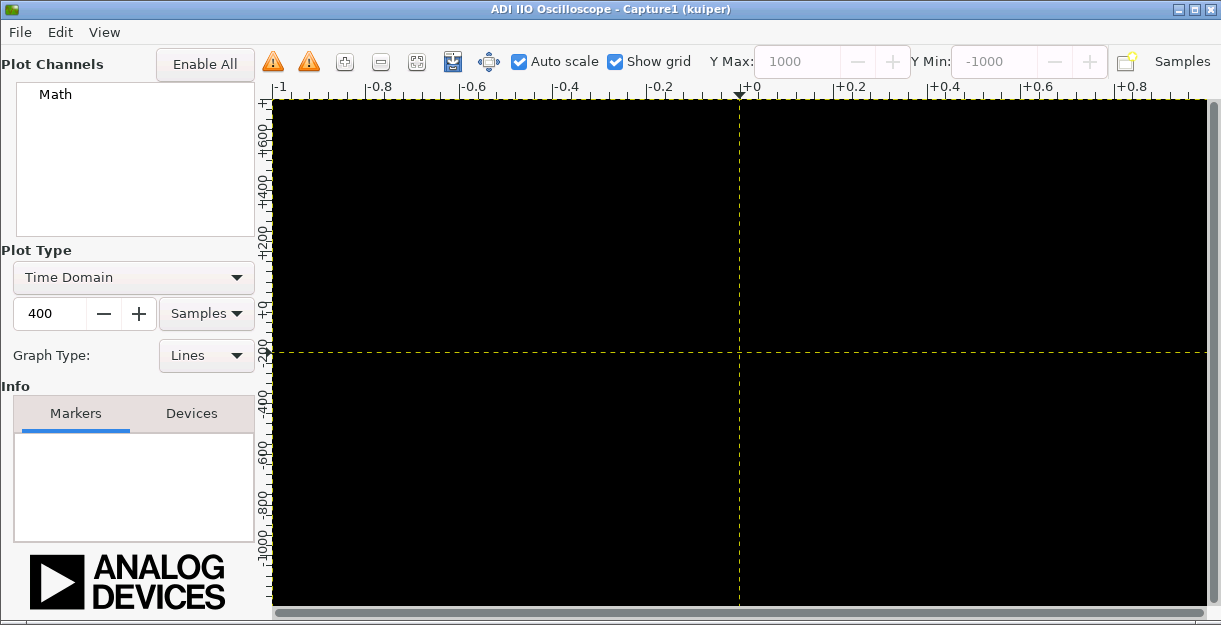 ADI IIO Oscilloscope - Capture1 (kuiper)
File Edit View
Plot Channels Enable All Auto scale Show grid Y Max: 1000 Y Min: -1000 Samples
-1 -0.8 -0.6 -0.4 -0.2 +0 +0.2 +0.4 +0.6 +0.8
Math
+
+600
+400
+200
+0
-200
-400
-600
-800
-1000
Plot Type
Time Domain
400 Samples
Graph Type: Lines
Info
Markers Devices
ANALOG
DEVICES